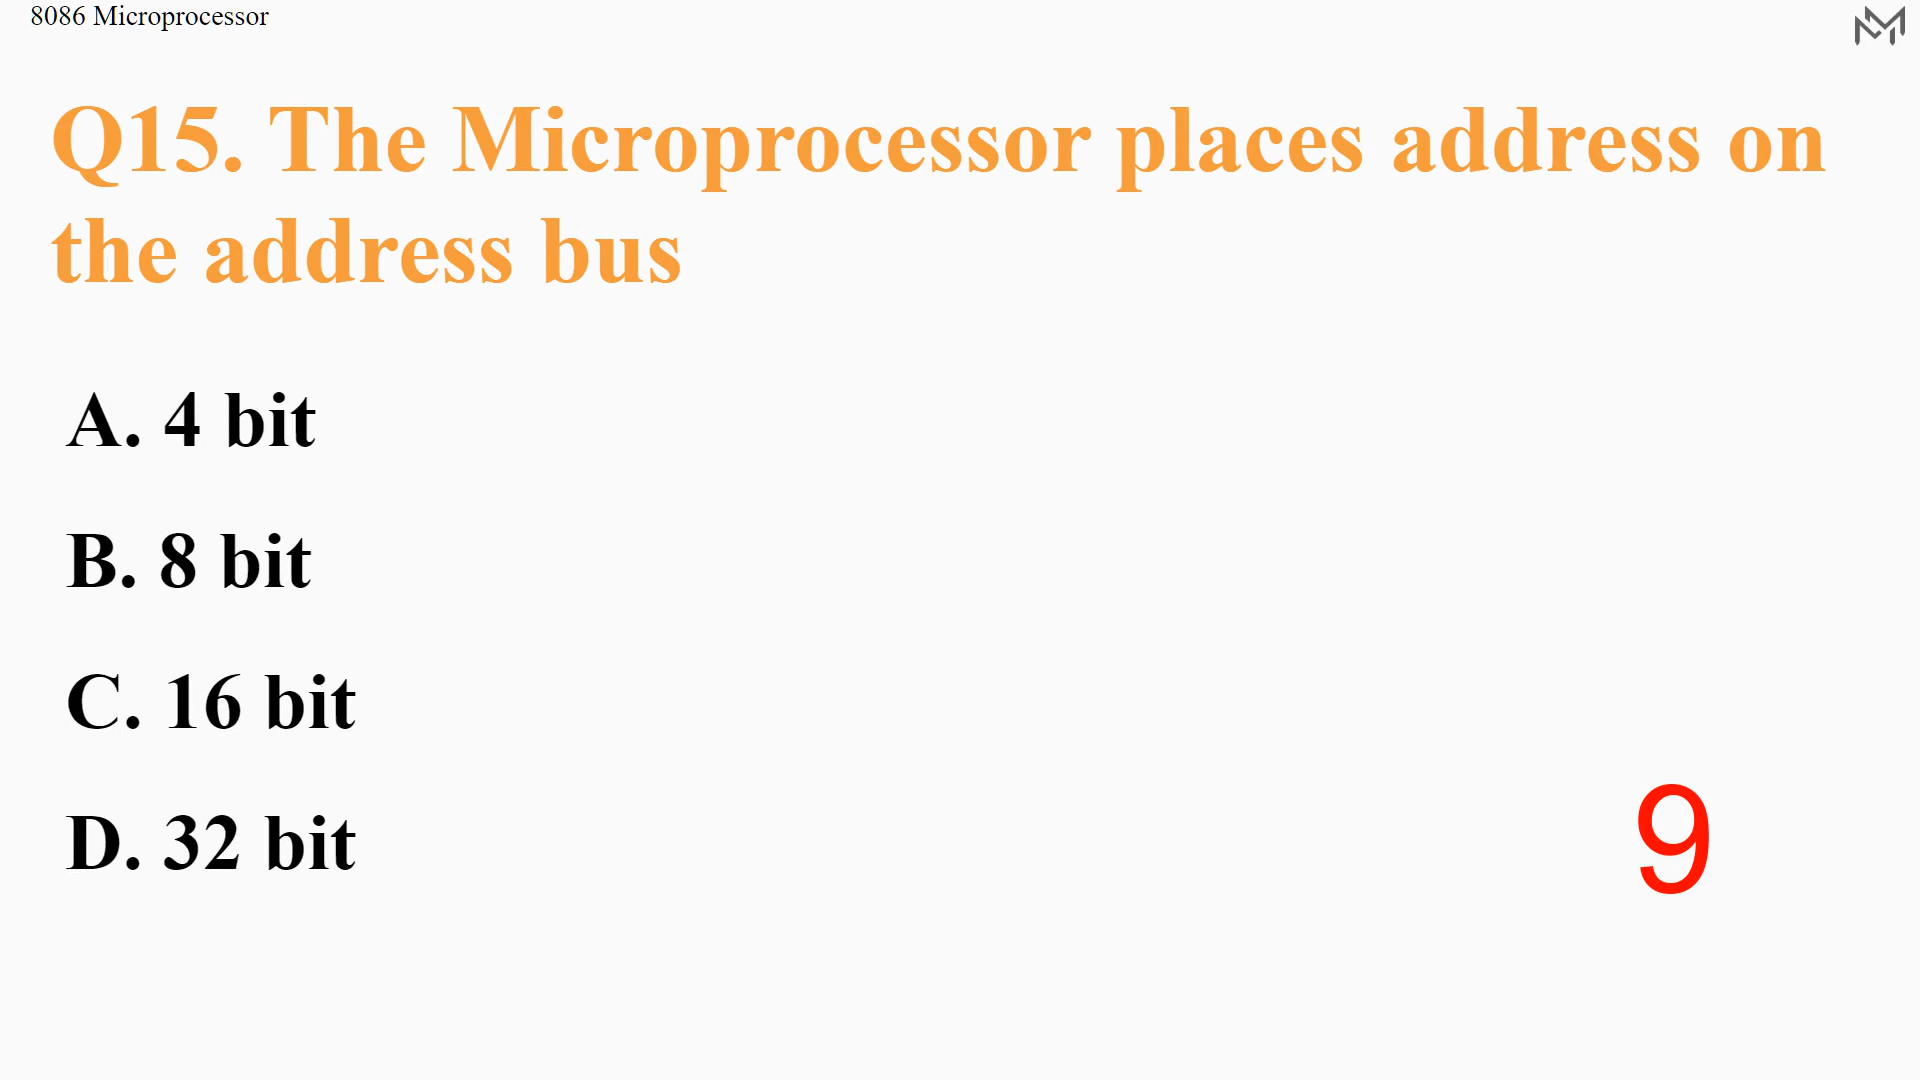 8086 Microprocessor
Q15. The Microprocessor places address on
the address bus
A. 4 bit
B. 8 bit
C. 16 bit
D. 32 bit
9